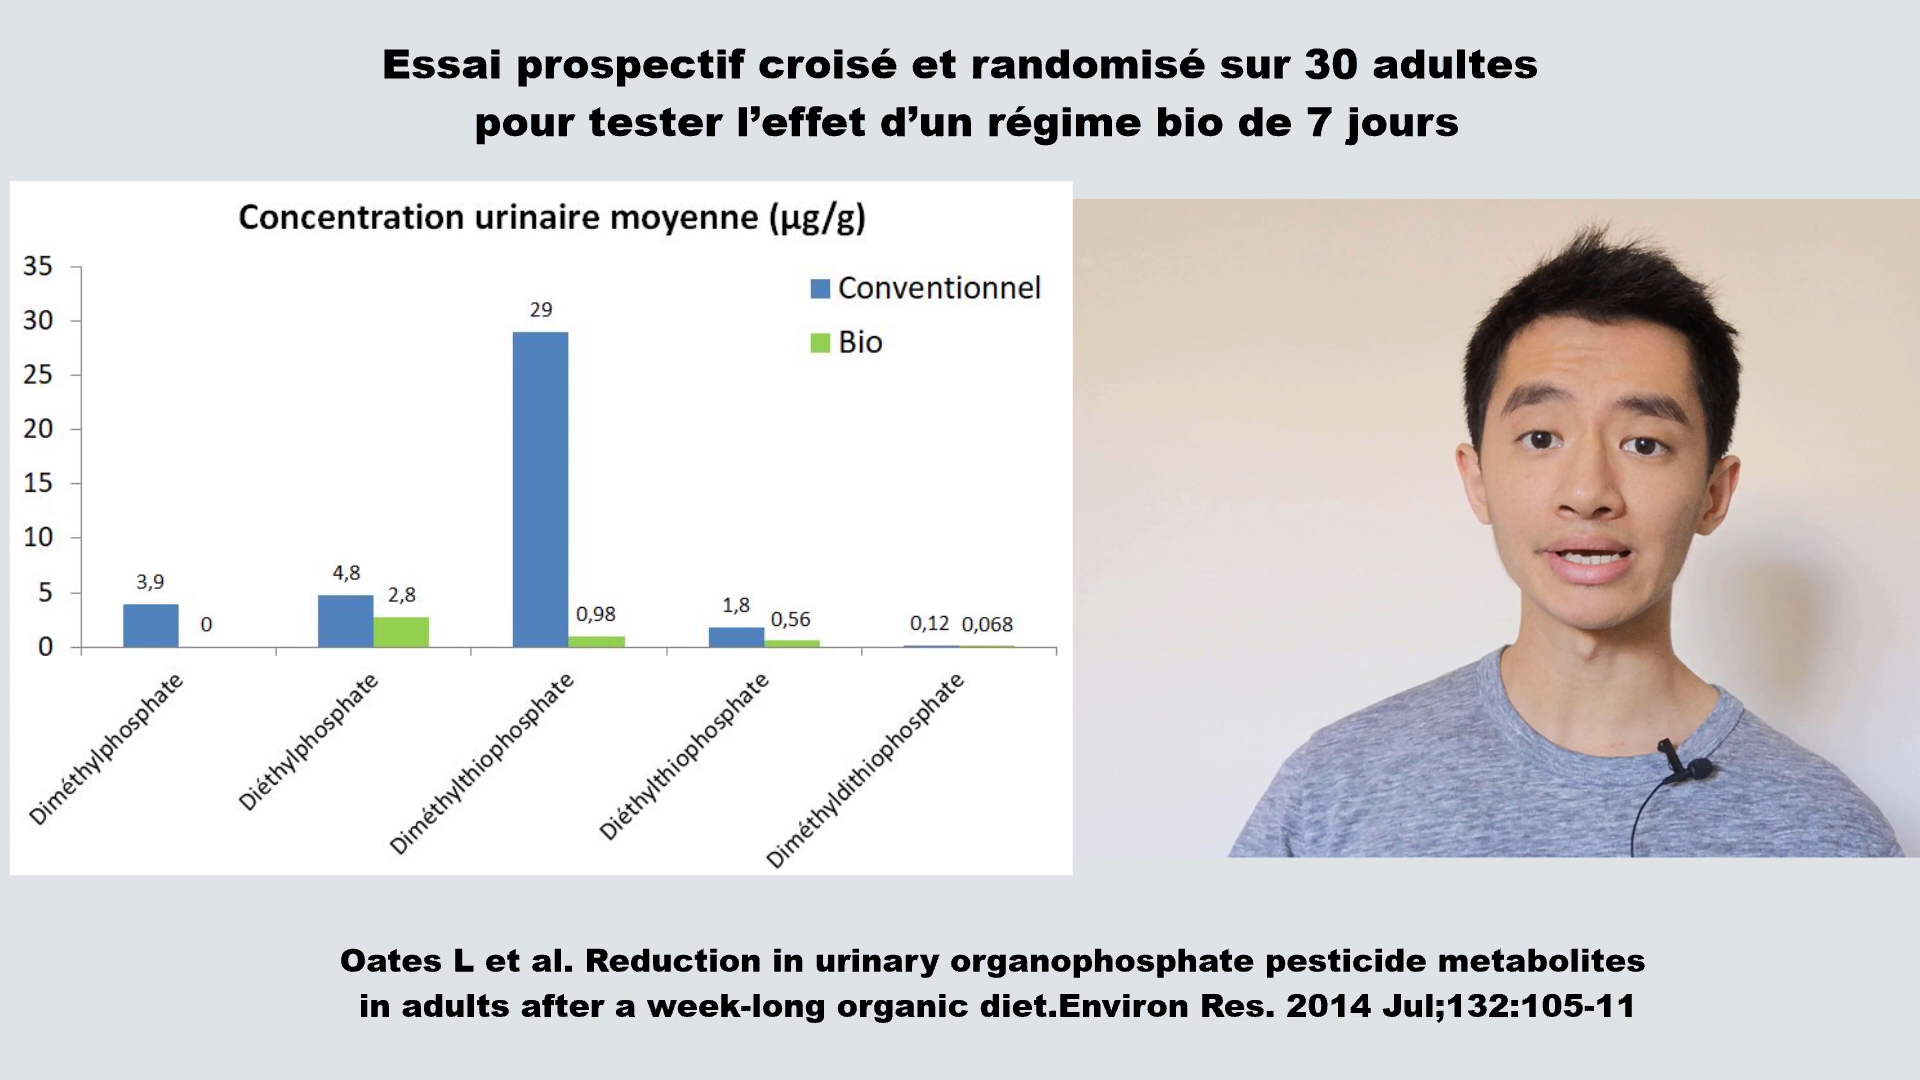 Essai prospectif croisé et randomisé sur 30 adultes
pour tester l’effet d’un régime bio de 7 jours
Concentration urinaire moyenne (µg/g)
35
30
25
20
15
10
5
0
Conventionnel
Bio
3,9
0
4,8
2,8
29
0,98
1,8
0,56
0,12
0,068
Diméthylphosphate
Diéthylphosphate
Diméthylthiophosphate
Diéthylthiophosphate
Diméthyldithiophosphate
Oates L et al. Reduction in urinary organophosphate pesticide metabolites
in adults after a week-long organic diet.Environ Res. 2014 Jul;132:105-11